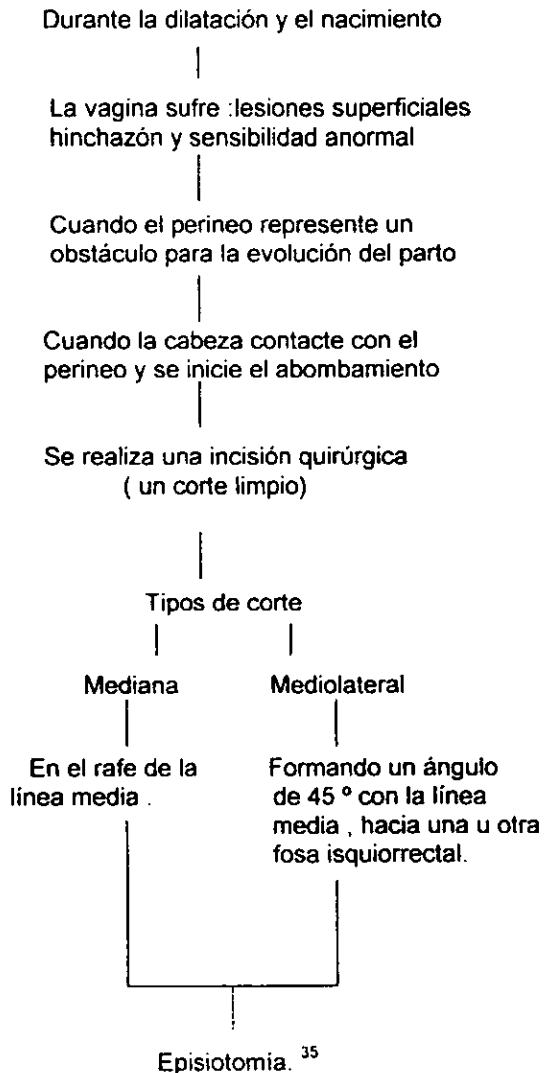 Durante la dilatación y el nacimiento
La vagina sufre :lesiones superficiales
hinchazón y sensibilidad anormal
Cuando el perineo represente un
obstáculo para la evolución del parto
Cuando la cabeza contacte con el
perineo y se inicie el abombamiento
Se realiza una incisión quirúrgica
( un corte limpio)
Tipos de corte
Mediana
Mediolateral
En el rafe de la
línea media .
Formando un ángulo
de 45 º con la línea
media , hacia una u otra
fosa isquiorrectal.
Episiotomía. 35